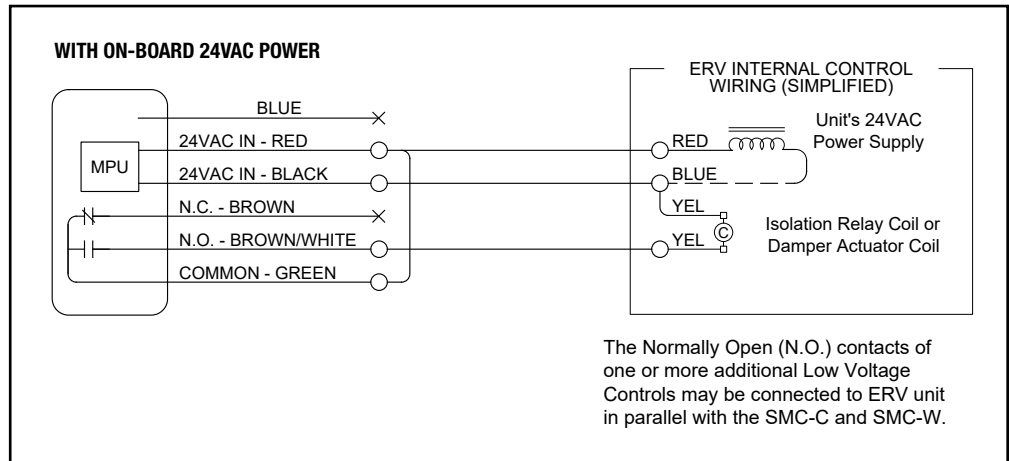 WITH ON-BOARD 24VAC POWER
ERV INTERNAL CONTROL
WIRING (SIMPLIFIED)
BLUE
24VAC IN - RED
MPU
24VAC IN - BLACK
N.C. - BROWN
N.O. - BROWN/WHITE
COMMON - GREEN
RED
Unit's 24VAC
Power Supply
BLUE
YEL
C
YEL
Isolation Relay Coil or
Damper Actuator Coil
The Normally Open (N.O.) contacts of
one or more additional Low Voltage
Controls may be connected to ERV unit
in parallel with the SMC-C and SMC-W.